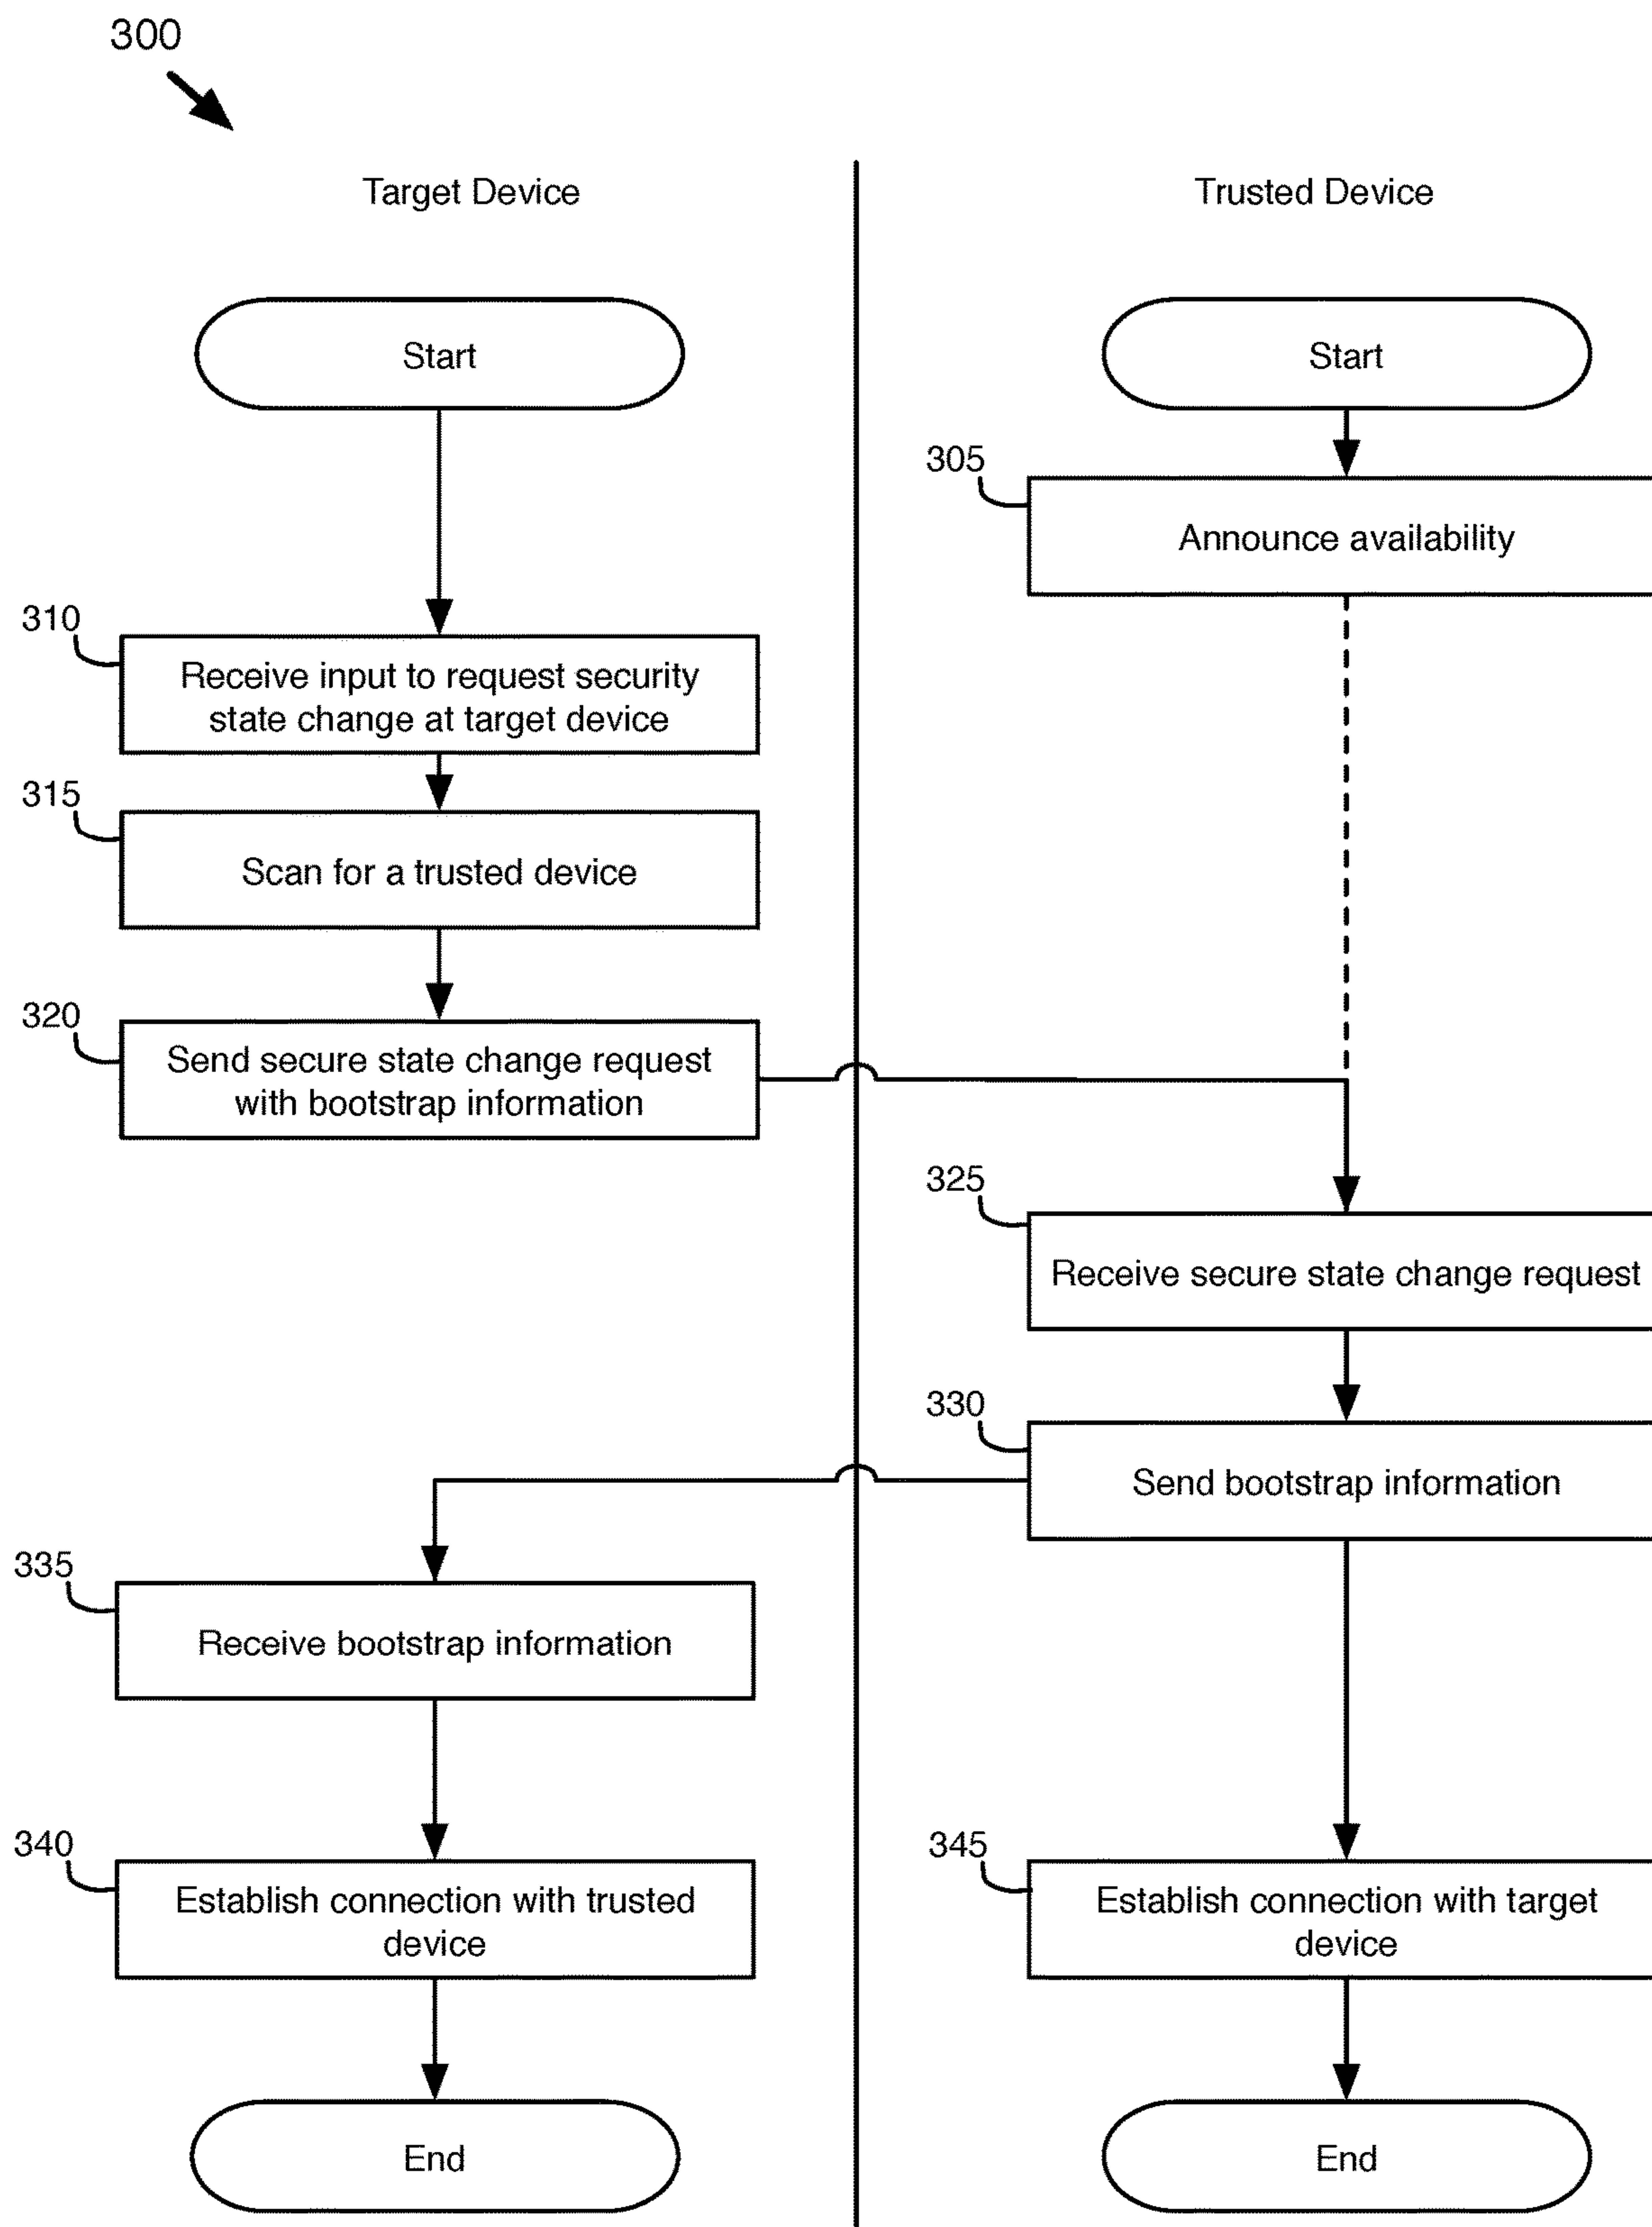 300
Target Device
Trusted Device
Start
Start
305
Announce availability
310
Receive input to request security
state change at target device
315
Scan for a trusted device
320
Send secure state change request
with bootstrap information
325
Receive secure state change request
330
Send bootstrap information
335
Receive bootstrap information
340
Establish connection with trusted
device
345
Establish connection with target
device
End
End